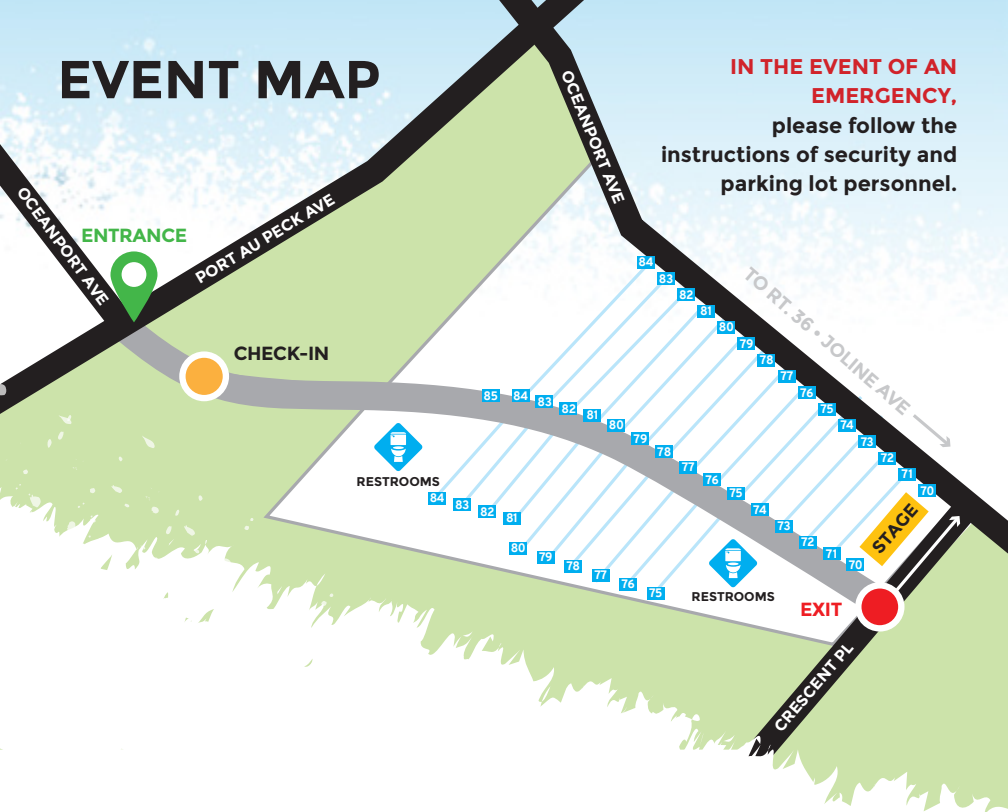 EVENT MAP
IN THE EVENT OF AN
EMERGENCY,
please follow the
instructions of security and
parking lot personnel.
OCEANPORT AVE
OCEANPORT AVE
PORT AU PECK AVE
ENTRANCE
CHECK-IN
TO RT. 36 • JOLINE AVE
84
83
82
81
80
79
78
77
76
75
74
73
72
71
70
85
84
83
82
81
80
79
78
77
76
75
74
73
72
71
70
RESTROOMS
84
83
82
81
80
79
78
77
76
75
STAGE
RESTROOMS
EXIT
CRESCENT PL